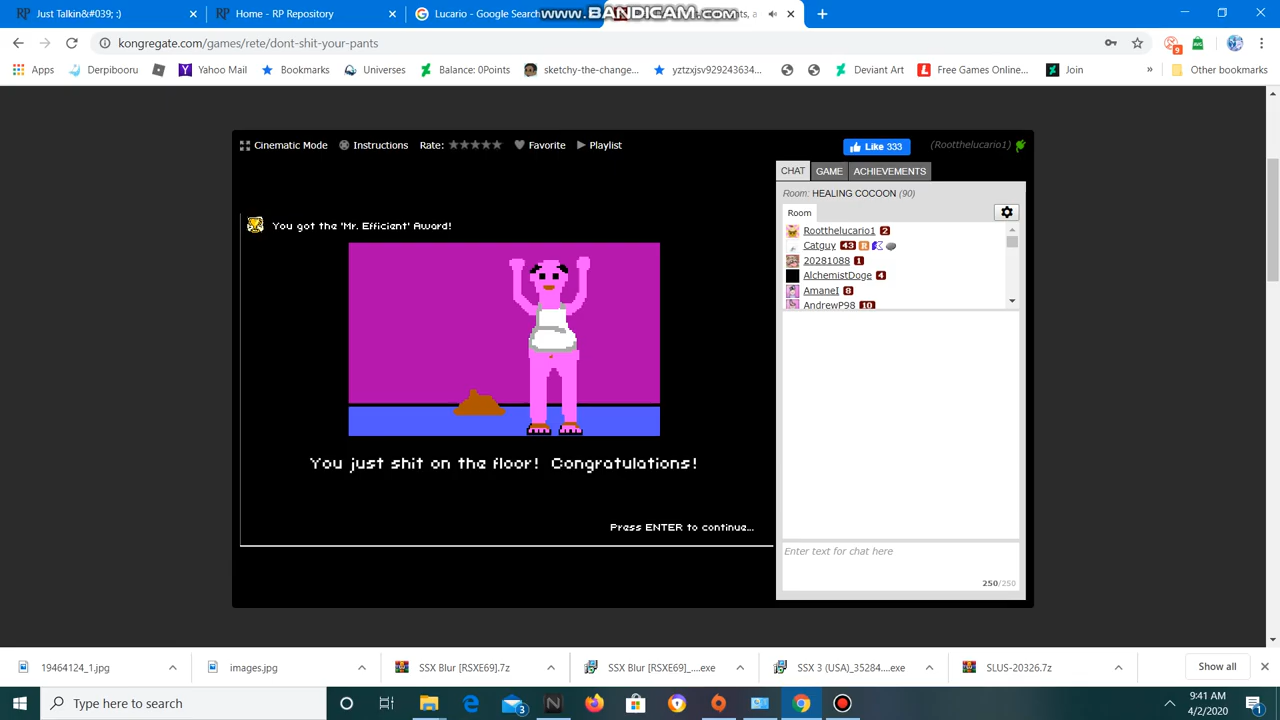 Just Talkin&#039; :)
Home - RP Repository
Lucario - Google Search
www.BANDICAM.com
kongregate.com/games/rete/dont-shit-your-pants
9
Apps
Derpibooru
Yahoo Mail
Bookmarks
Universes
Balance: 0Points
sketchy-the-change...
yztzxjsv929243634...
Deviant Art
Free Games Online...
Join
»
Other bookmarks
Cinematic Mode
Instructions
Rate:
Favorite
Playlist
Like 333
(Rootthelucario1)
CHAT
GAME
ACHIEVEMENTS
Room: HEALING COCOON (90)
Room
Rootthelucario1 2
Catguy 43 R
20281088 1
AlchemistDoge 4
AmaneI 8
AndrewP98 10
You got the 'Mr. Efficient' Award!
You just shit on the floor! Congratulations!
Press ENTER to continue...
Enter text for chat here
250/250
19464124_1.jpg
images.jpg
SSX Blur [RSXE69].7z
SSX Blur [RSXE69]_....exe
SSX 3 (USA)_35284....exe
SLUS-20326.7z
Show all
Type here to search
3
9:41 AM
4/2/2020
1